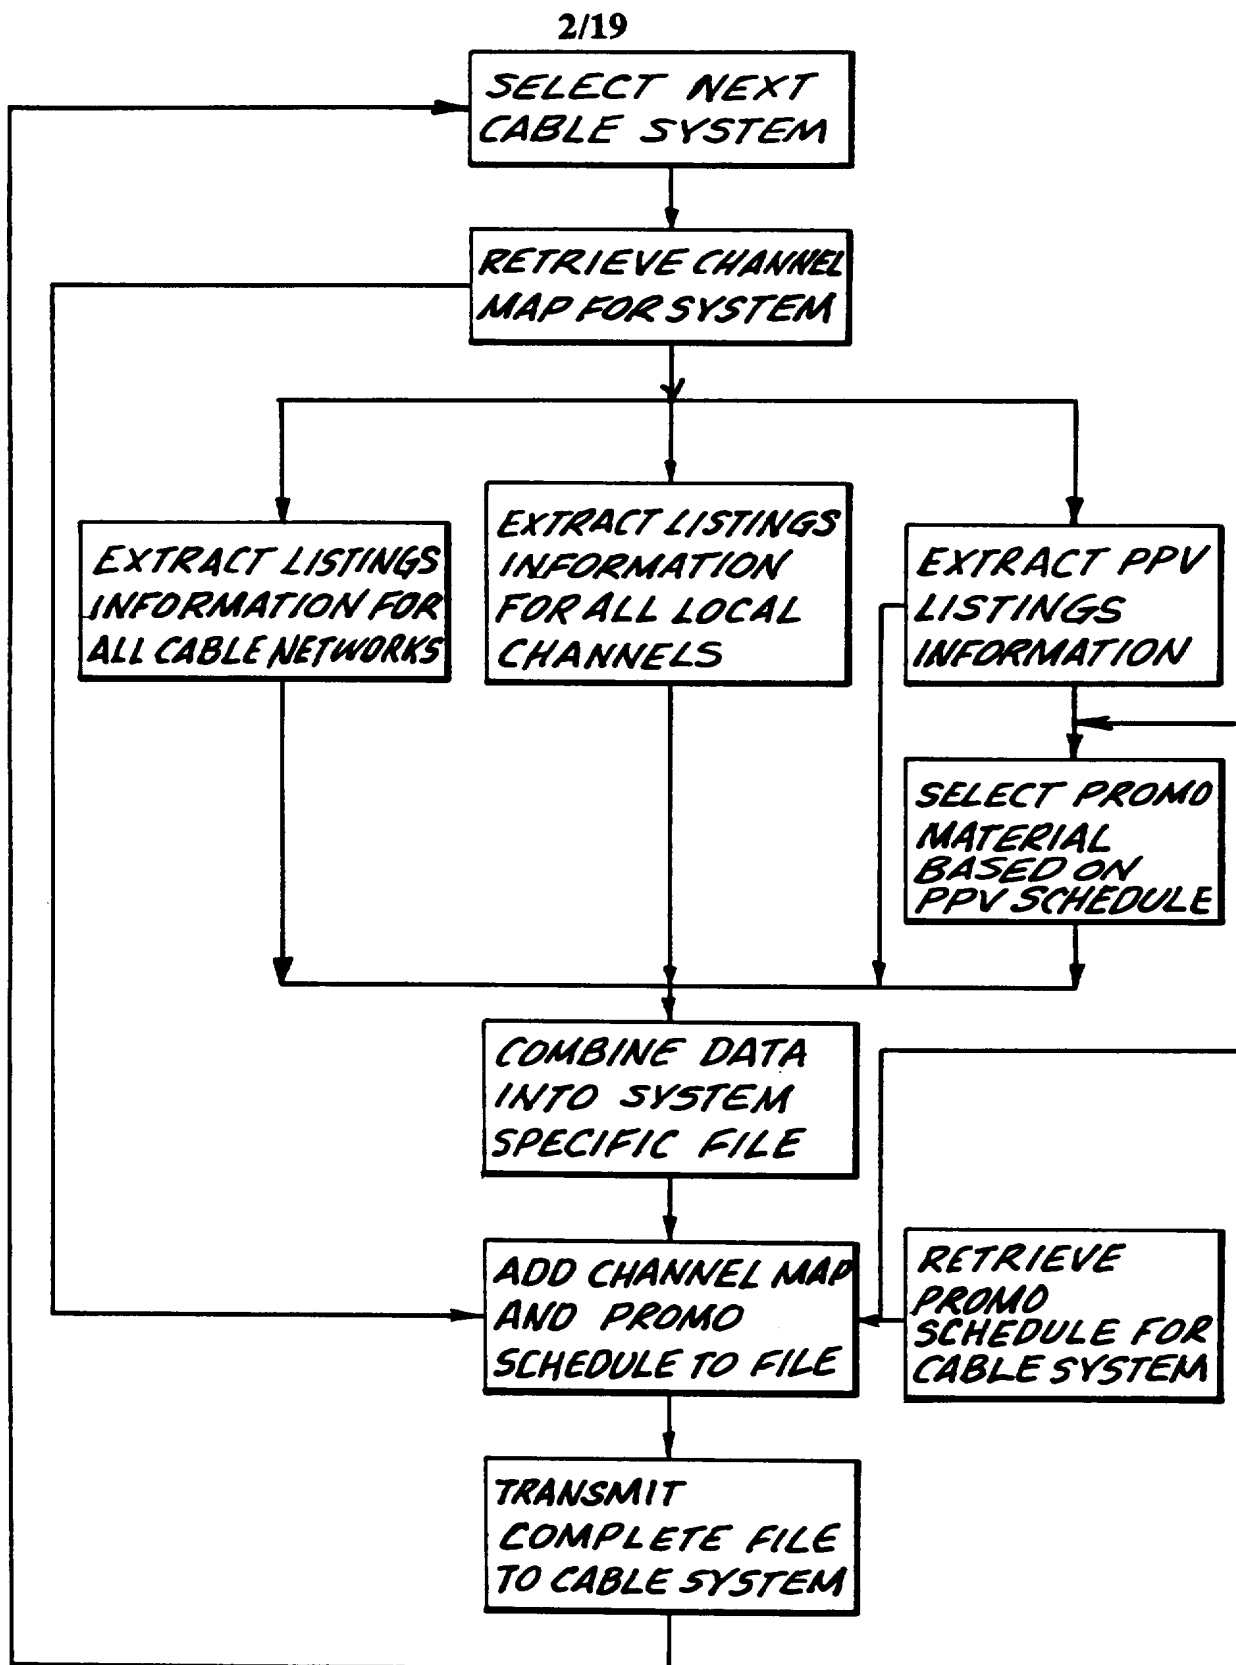 2/19
SELECT NEXT
CABLE SYSTEM
RETRIEVE CHANNEL
MAP FOR SYSTEM
EXTRACT LISTINGS
INFORMATION FOR
ALL CABLE NETWORKS
EXTRACT LISTINGS
INFORMATION
FOR ALL LOCAL
CHANNELS
EXTRACT PPV
LISTINGS
INFORMATION
SELECT PROMO
MATERIAL
BASED ON
PPV SCHEDULE
COMBINE DATA
INTO SYSTEM
SPECIFIC FILE
ADD CHANNEL MAP
AND PROMO
SCHEDULE TO FILE
RETRIEVE
PROMO
SCHEDULE FOR
CABLE SYSTEM
TRANSMIT
COMPLETE FILE
TO CABLE SYSTEM